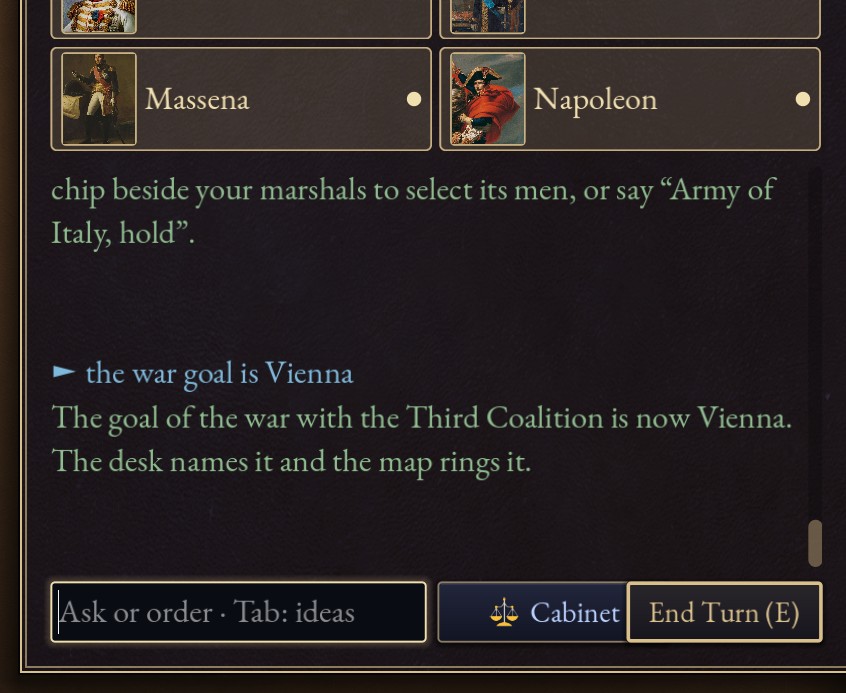 Massena
Napoleon
chip beside your marshals to select its men, or say “Army of
Italy, hold”.
► the war goal is Vienna
The goal of the war with the Third Coalition is now Vienna.
The desk names it and the map rings it.
Ask or order · Tab: ideas
Cabinet
End Turn (E)